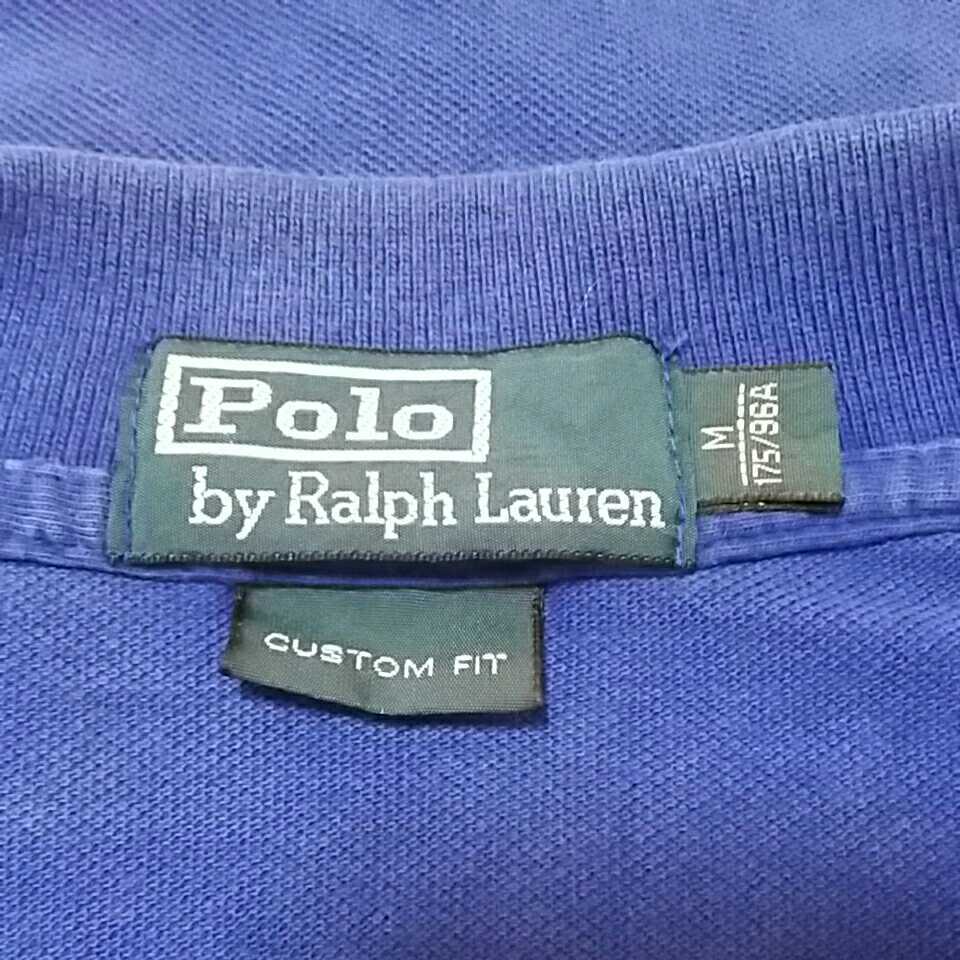 Polo
by Ralph Lauren
M
175/96A
CUSTOM FIT